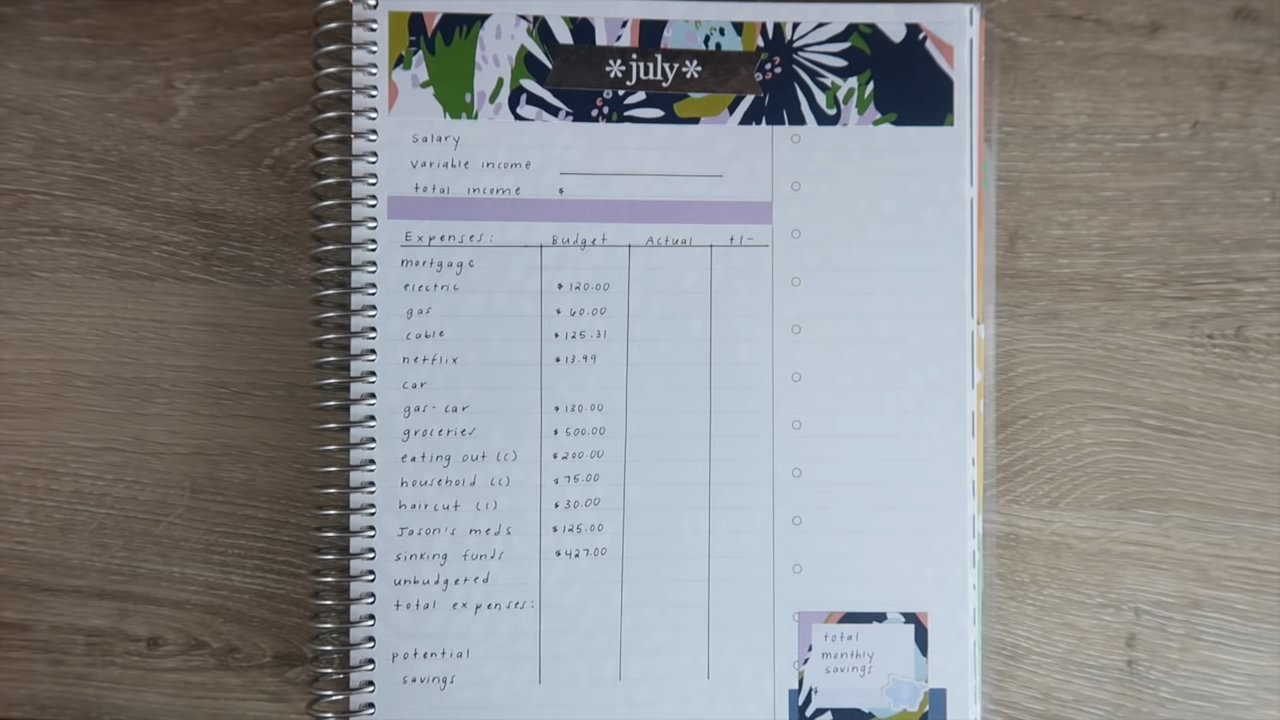 *july*
Salary
variable income
total income $
Expenses: Budget Actual +/-
mortgage
electric $ 120.00
gas $ 60.00
cable $ 125.31
netflix $ 13.99
car
gas-car $ 130.00
groceries $ 500.00
eating out (c) $ 200.00
household (c) $ 75.00
haircut (c) $ 30.00
Jason's meds $ 125.00
sinking funds $ 427.00
unbudgeted
total expenses:
potential
savings
total
monthly
savings
$